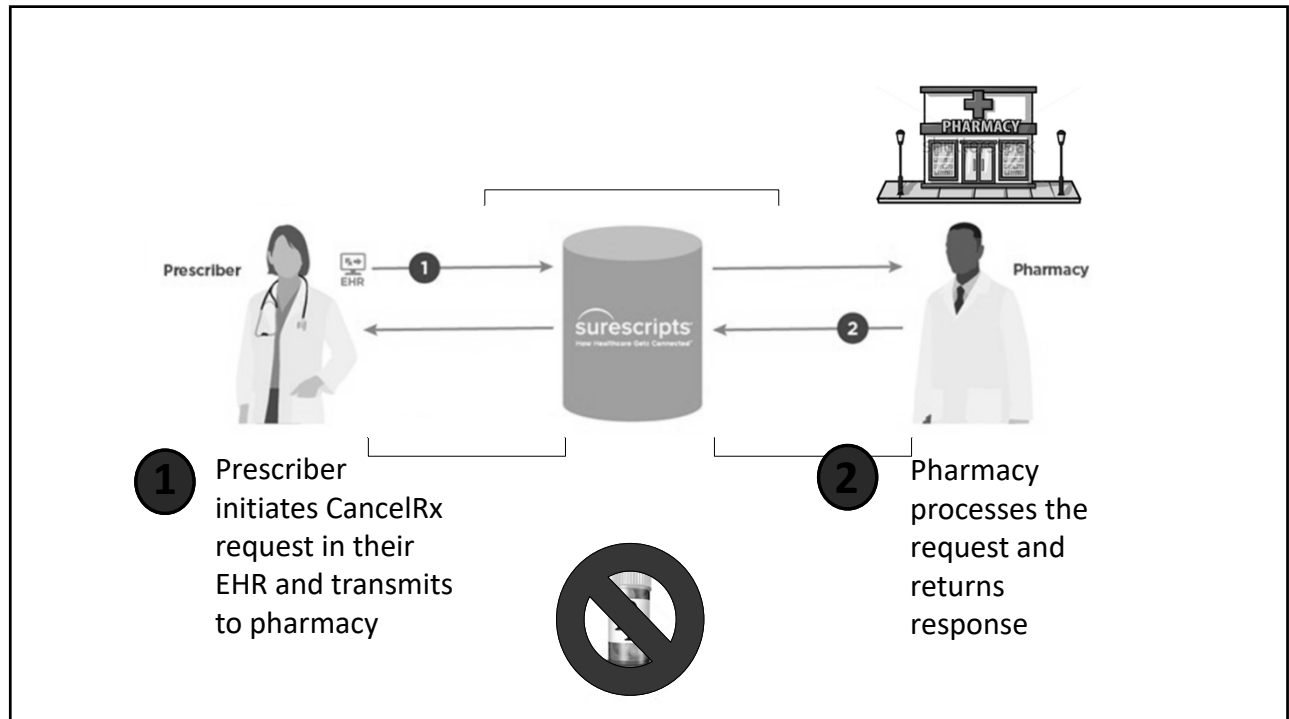 PHARMACY
Prescriber
EHR
1
surescripts
How Healthcare Gets Connected
2
Pharmacy
1
Prescriber
initiates CancelRx
request in their
EHR and transmits
to pharmacy
2
Pharmacy
processes the
request and
returns
response